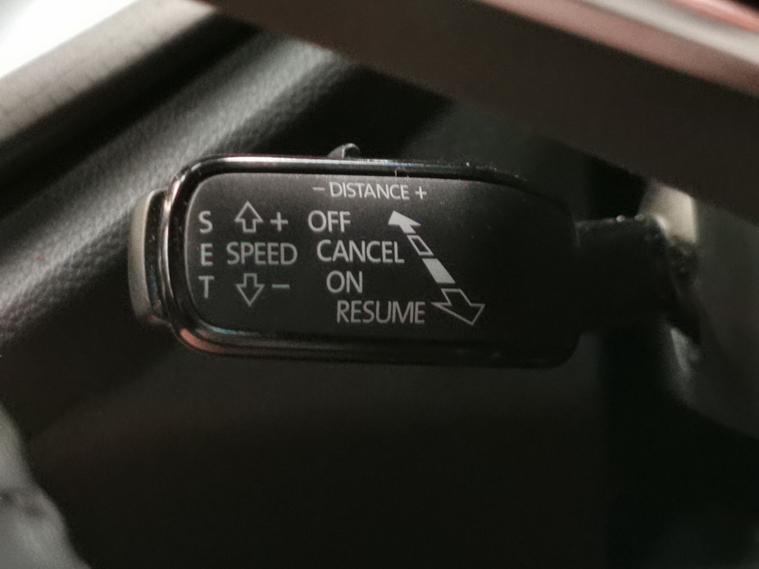 − DISTANCE +
S + OFF
E SPEED CANCEL
T − ON
RESUME